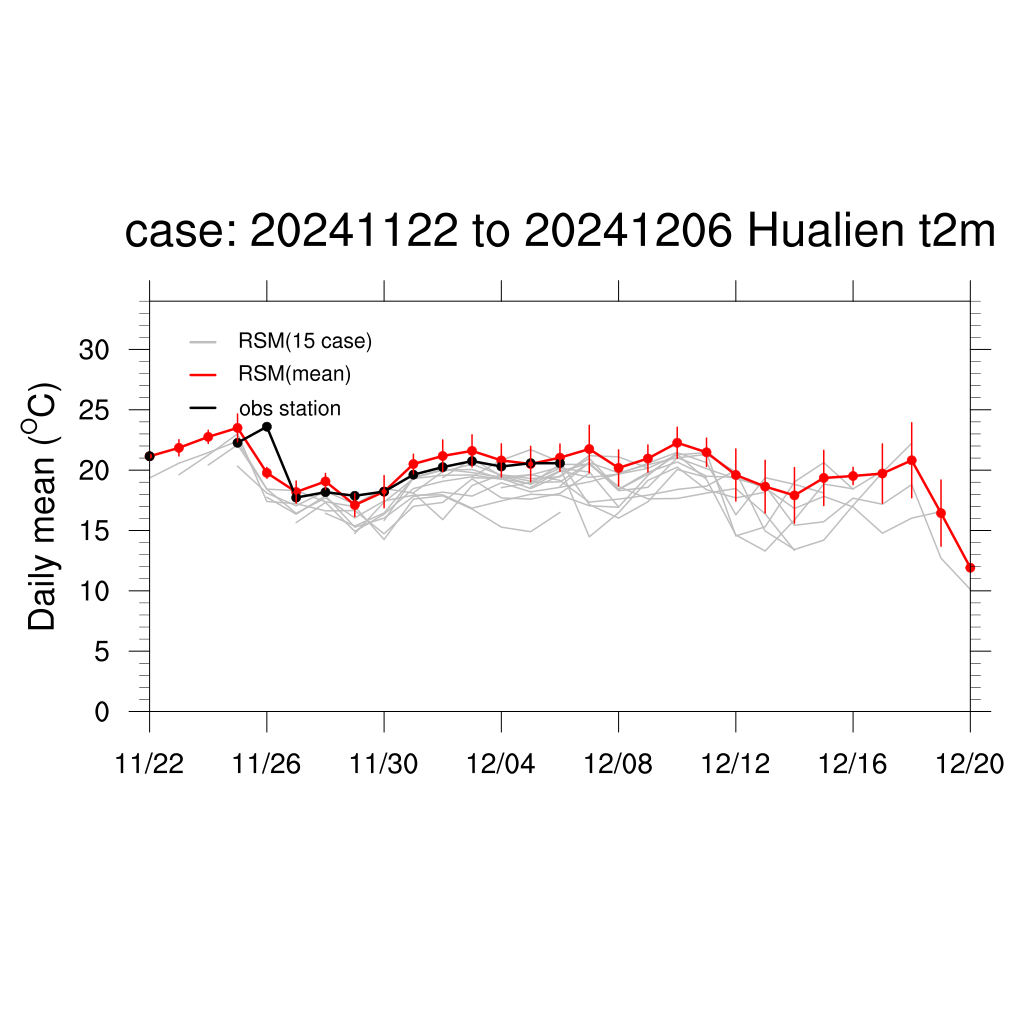 case: 20241122 to 20241206 Hualien t2m
RSM(15 case)
RSM(mean)
obs station
Daily mean (°C)
30
25
20
15
10
5
0
11/22 11/26 11/30 12/04 12/08 12/12 12/16 12/20